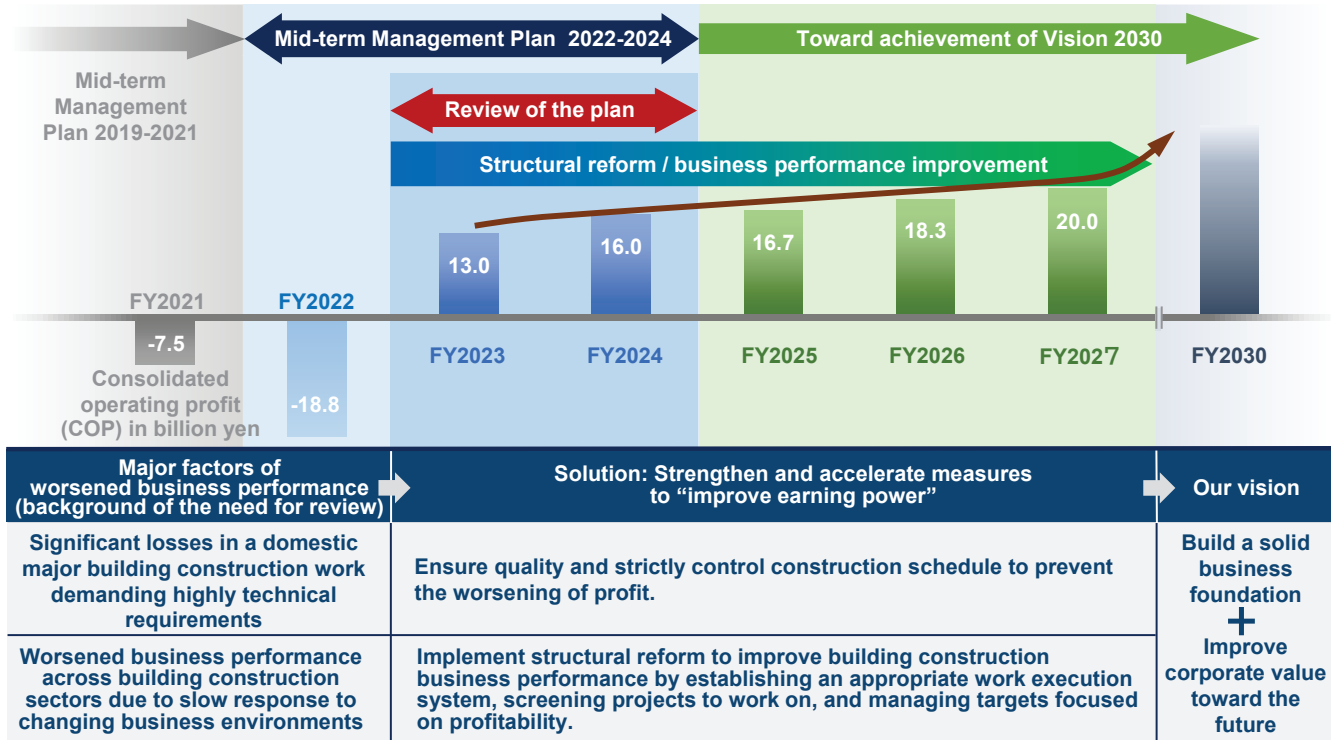 Mid-term Management Plan 2022-2024
Toward achievement of Vision 2030
Mid-term
Management
Plan 2019-2021
Review of the plan
Structural reform / business performance improvement
13.0
16.0
16.7
18.3
20.0
FY2021
FY2022
-7.5
-18.8
FY2023
FY2024
FY2025
FY2026
FY2027
FY2030
Consolidated
operating profit
(COP) in billion yen
Major factors of
worsened business performance
(background of the need for review)
Solution: Strengthen and accelerate measures
to “improve earning power”
Our vision
Significant losses in a domestic
major building construction work
demanding highly technical
requirements
Ensure quality and strictly control construction schedule to prevent
the worsening of profit.
Worsened business performance
across building construction
sectors due to slow response to
changing business environments
Implement structural reform to improve building construction
business performance by establishing an appropriate work execution
system, screening projects to work on, and managing targets focused
on profitability.
Build a solid
business
foundation
+
Improve
corporate value
toward the
future